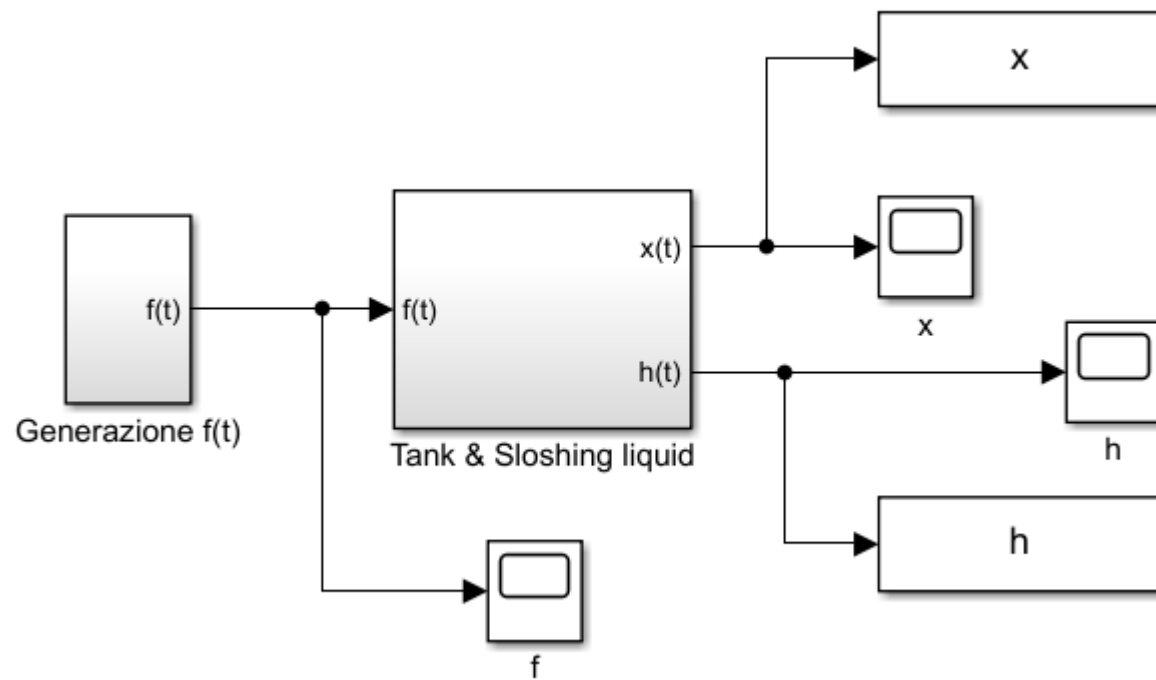 x
x(t)
x
f(t)
f(t)
h(t)
Generazione f(t)
Tank & Sloshing liquid
h
h
f